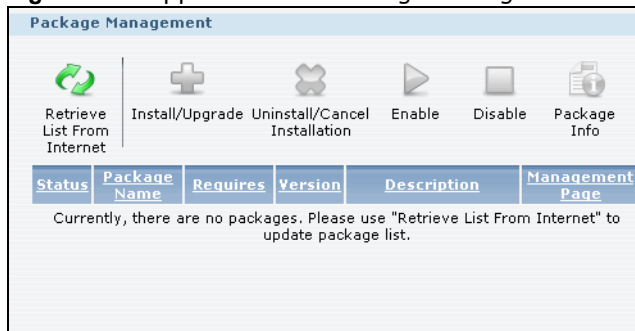 Package Management
Retrieve List From Internet
Install/Upgrade
Uninstall/Cancel Installation
Enable
Disable
Package Info
Status
Package Name
Requires
Version
Description
Management Page
Currently, there are no packages. Please use "Retrieve List From Internet" to
update package list.